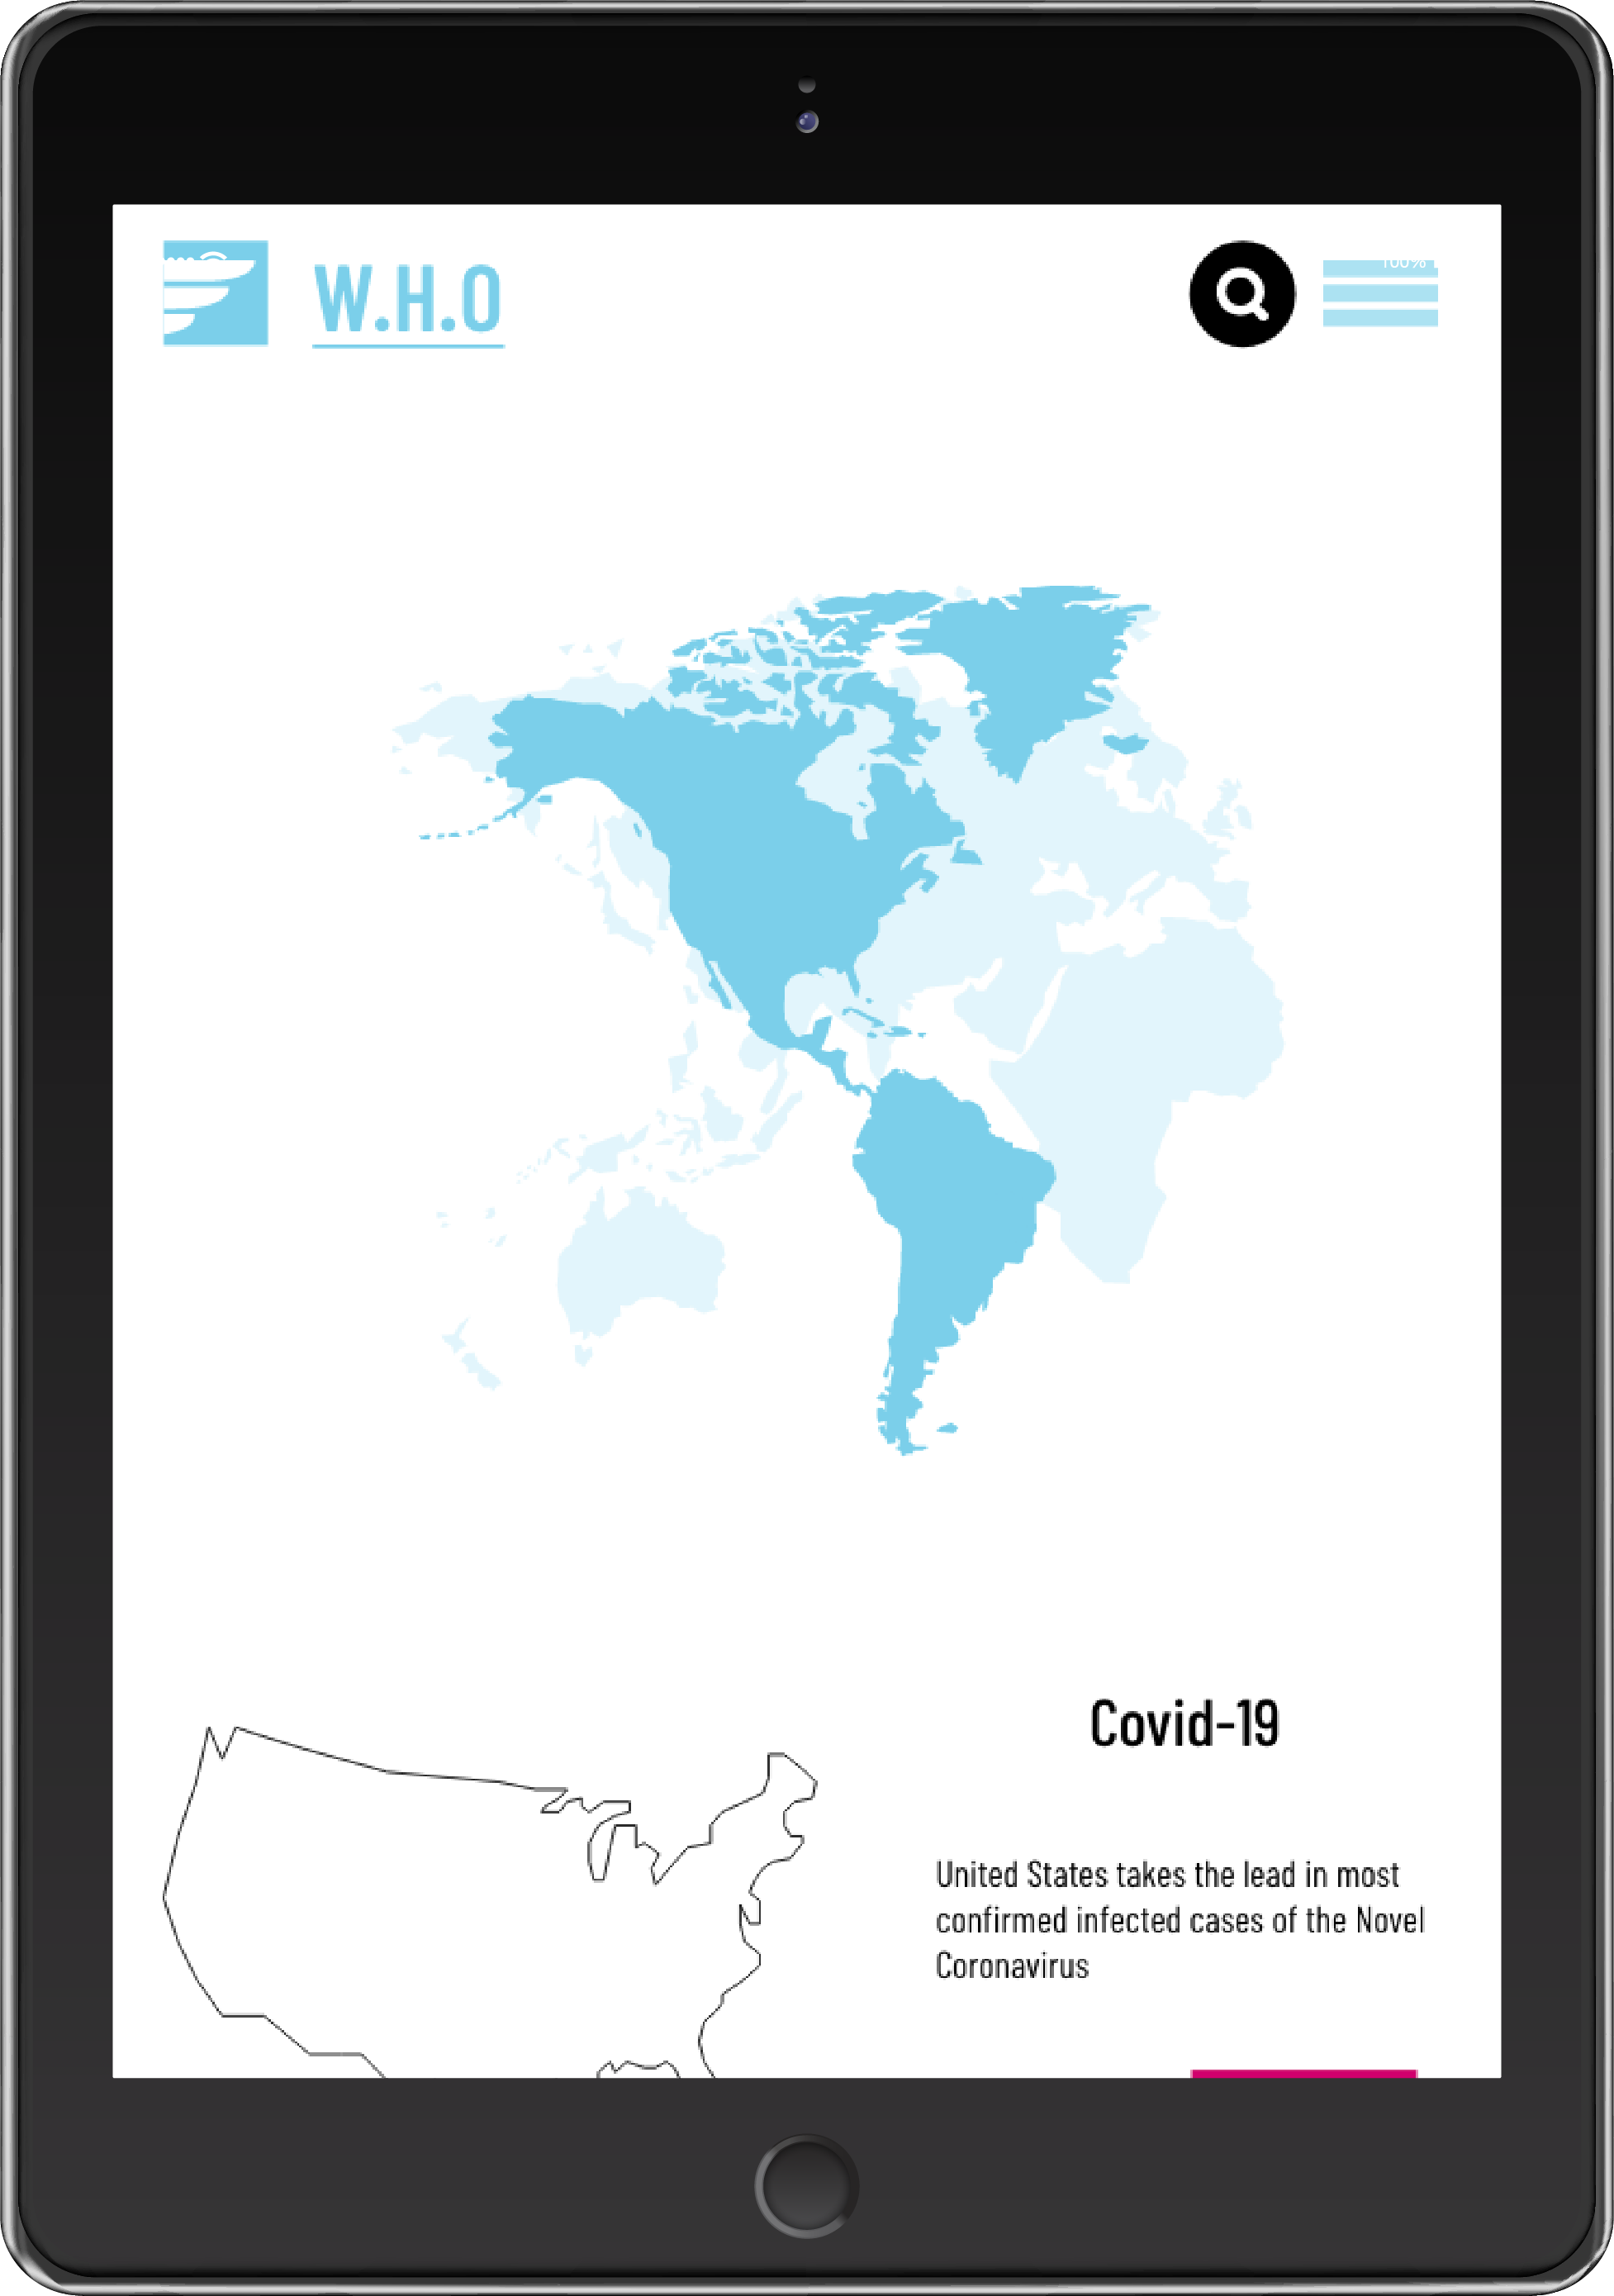 W.H.O
100%
Covid-19
United States takes the lead in most
confirmed infected cases of the Novel
Coronavirus